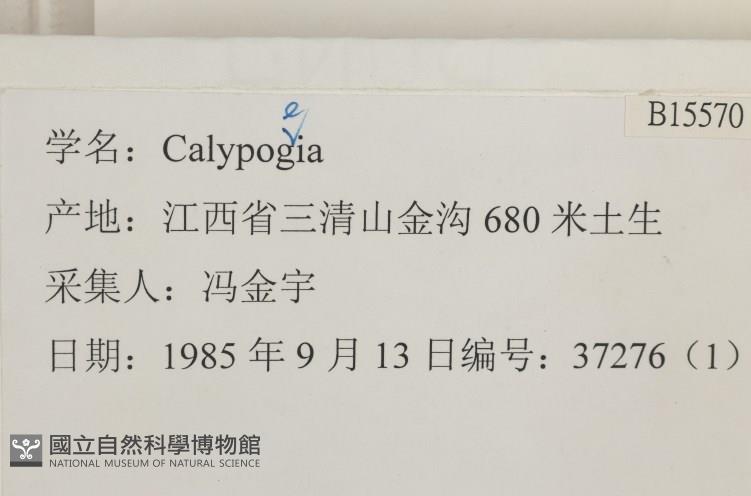 B15570
e
学名：Calypogia
产地：江西省三清山金沟 680 米土生
采集人：冯金宇
日期：1985 年 9 月 13 日编号：37276（1）
國立自然科學博物館
NATIONAL MUSEUM OF NATURAL SCIENCE